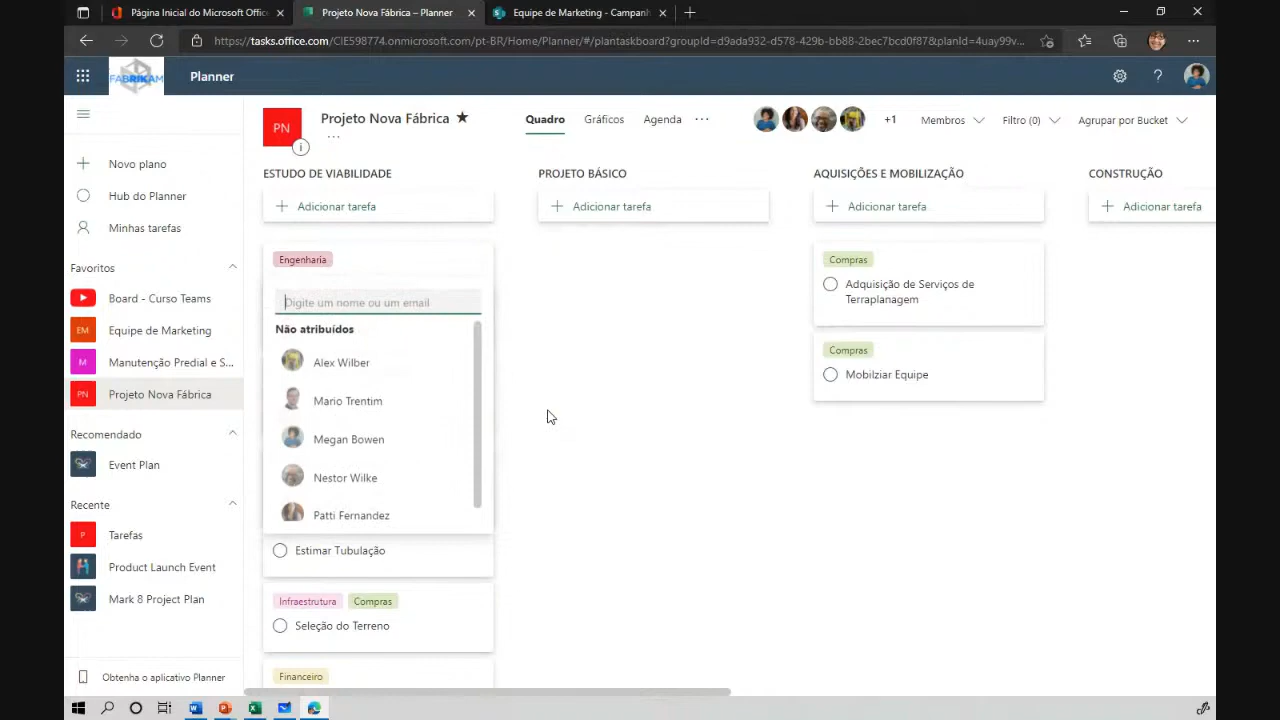 Página Inicial do Microsoft Office
Projeto Nova Fábrica – Planner
Equipe de Marketing - Campanh
https://tasks.office.com/CIE598774.onmicrosoft.com/pt-BR/Home/Planner/#/plantaskboard?groupId=d9ada932-d578-429b-bb88-2bec7bcd0f87&planId=4uay99v...
FABRIKAM
Planner
PN
Projeto Nova Fábrica
Quadro
Gráficos
Agenda
+1
Membros
Filtro (0)
Agrupar por Bucket
Novo plano
Hub do Planner
Minhas tarefas
Favoritos
Board - Curso Teams
EM
Equipe de Marketing
M
Manutenção Predial e S...
PN
Projeto Nova Fábrica
Recomendado
Event Plan
Recente
P
Tarefas
Product Launch Event
Mark 8 Project Plan
Obtenha o aplicativo Planner
ESTUDO DE VIABILIDADE
Adicionar tarefa
Engenharia
Digite um nome ou um email
Não atribuídos
Alex Wilber
Mario Trentim
Megan Bowen
Nestor Wilke
Patti Fernandez
Estimar Tubulação
Infraestrutura
Compras
Seleção do Terreno
Financeiro
PROJETO BÁSICO
Adicionar tarefa
AQUISIÇÕES E MOBILIZAÇÃO
Adicionar tarefa
Compras
Aquisição de Serviços de
Terraplanagem
Compras
Mobilziar Equipe
CONSTRUÇÃO
Adicionar tarefa